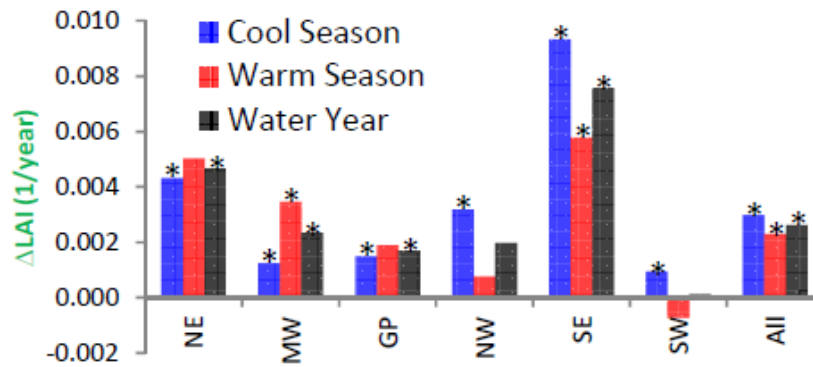 0.010
0.008
0.006
0.004
0.002
0.000
-0.002
ΔLAI (1/year)
Cool Season
Warm Season
Water Year
* * * * * * * * * * * * * * *
NE MW GP NW SE SW All